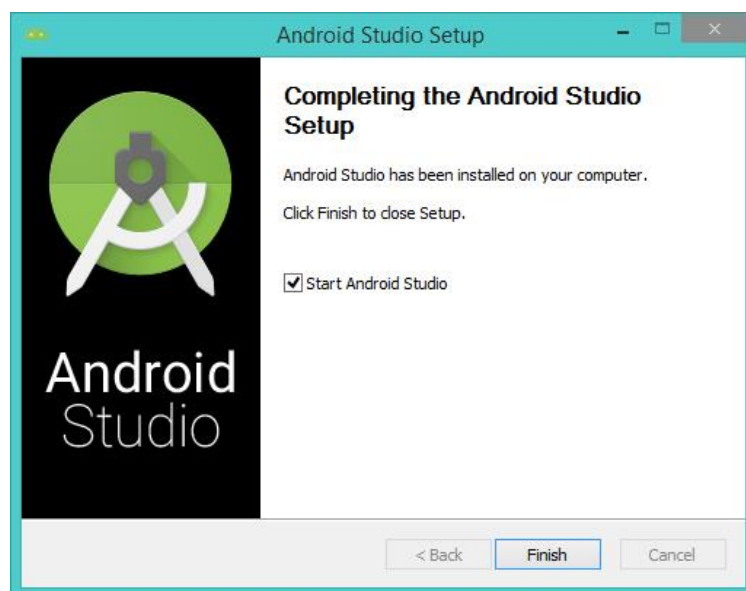 Android Studio Setup
Completing the Android Studio
Setup
Android Studio has been installed on your computer.
Click Finish to close Setup.
Start Android Studio
Android
Studio
< Back
Finish
Cancel